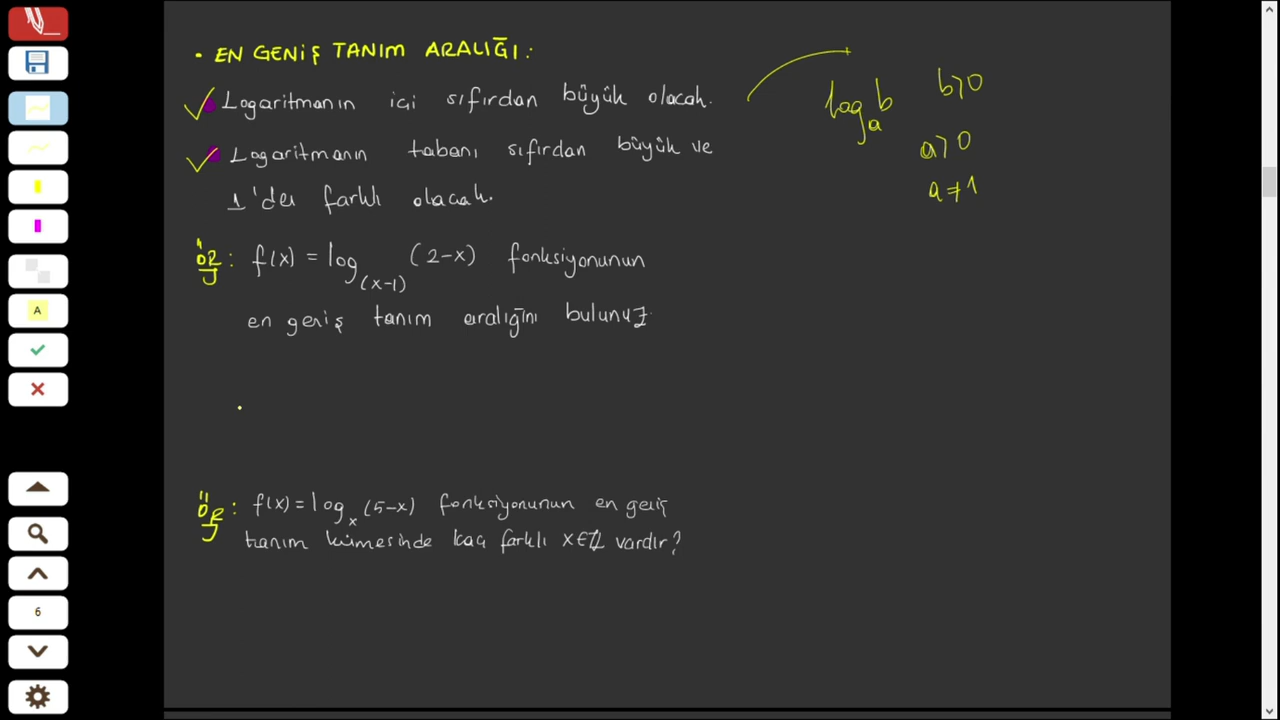 • EN GENİŞ TANIM ARALIĞI:
Logaritmanın içi sıfırdan büyük olacak.
Logaritmanın tabanı sıfırdan büyük ve
1'den farklı olacak.
log_a b b>0
a>0
a≠1
ÖR: f(x) = log_(x-1) (2-x) fonksiyonunun
en geniş tanım aralığını bulunuz.
ÖR: f(x) = log_x (5-x) fonksiyonunun en geniş
tanım kümesinde kaç farklı x∈ℤ vardır?
A
6